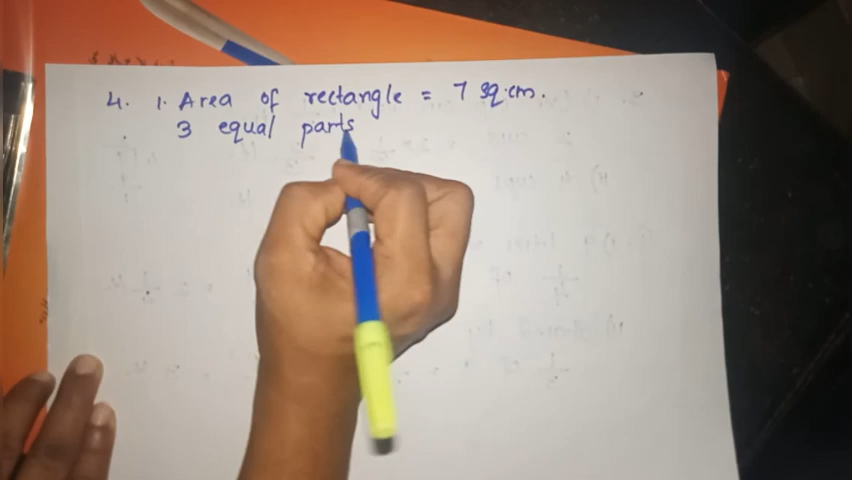 4. 1. Area of rectangle = 7 sq.cm.
3 equal parts